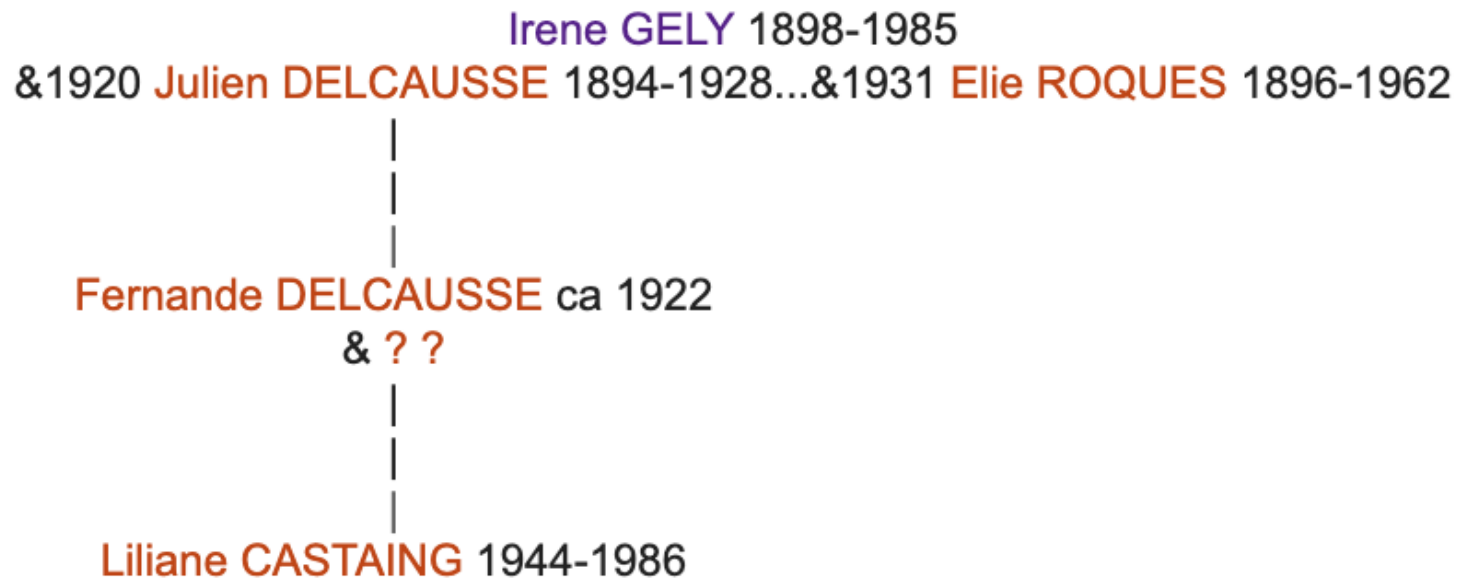 Irene GELY 1898-1985
&1920 Julien DELCAUSSE 1894-1928...&1931 Elie ROQUES 1896-1962
|
|
|
Fernande DELCAUSSE ca 1922
& ? ?
|
|
|
Liliane CASTAING 1944-1986